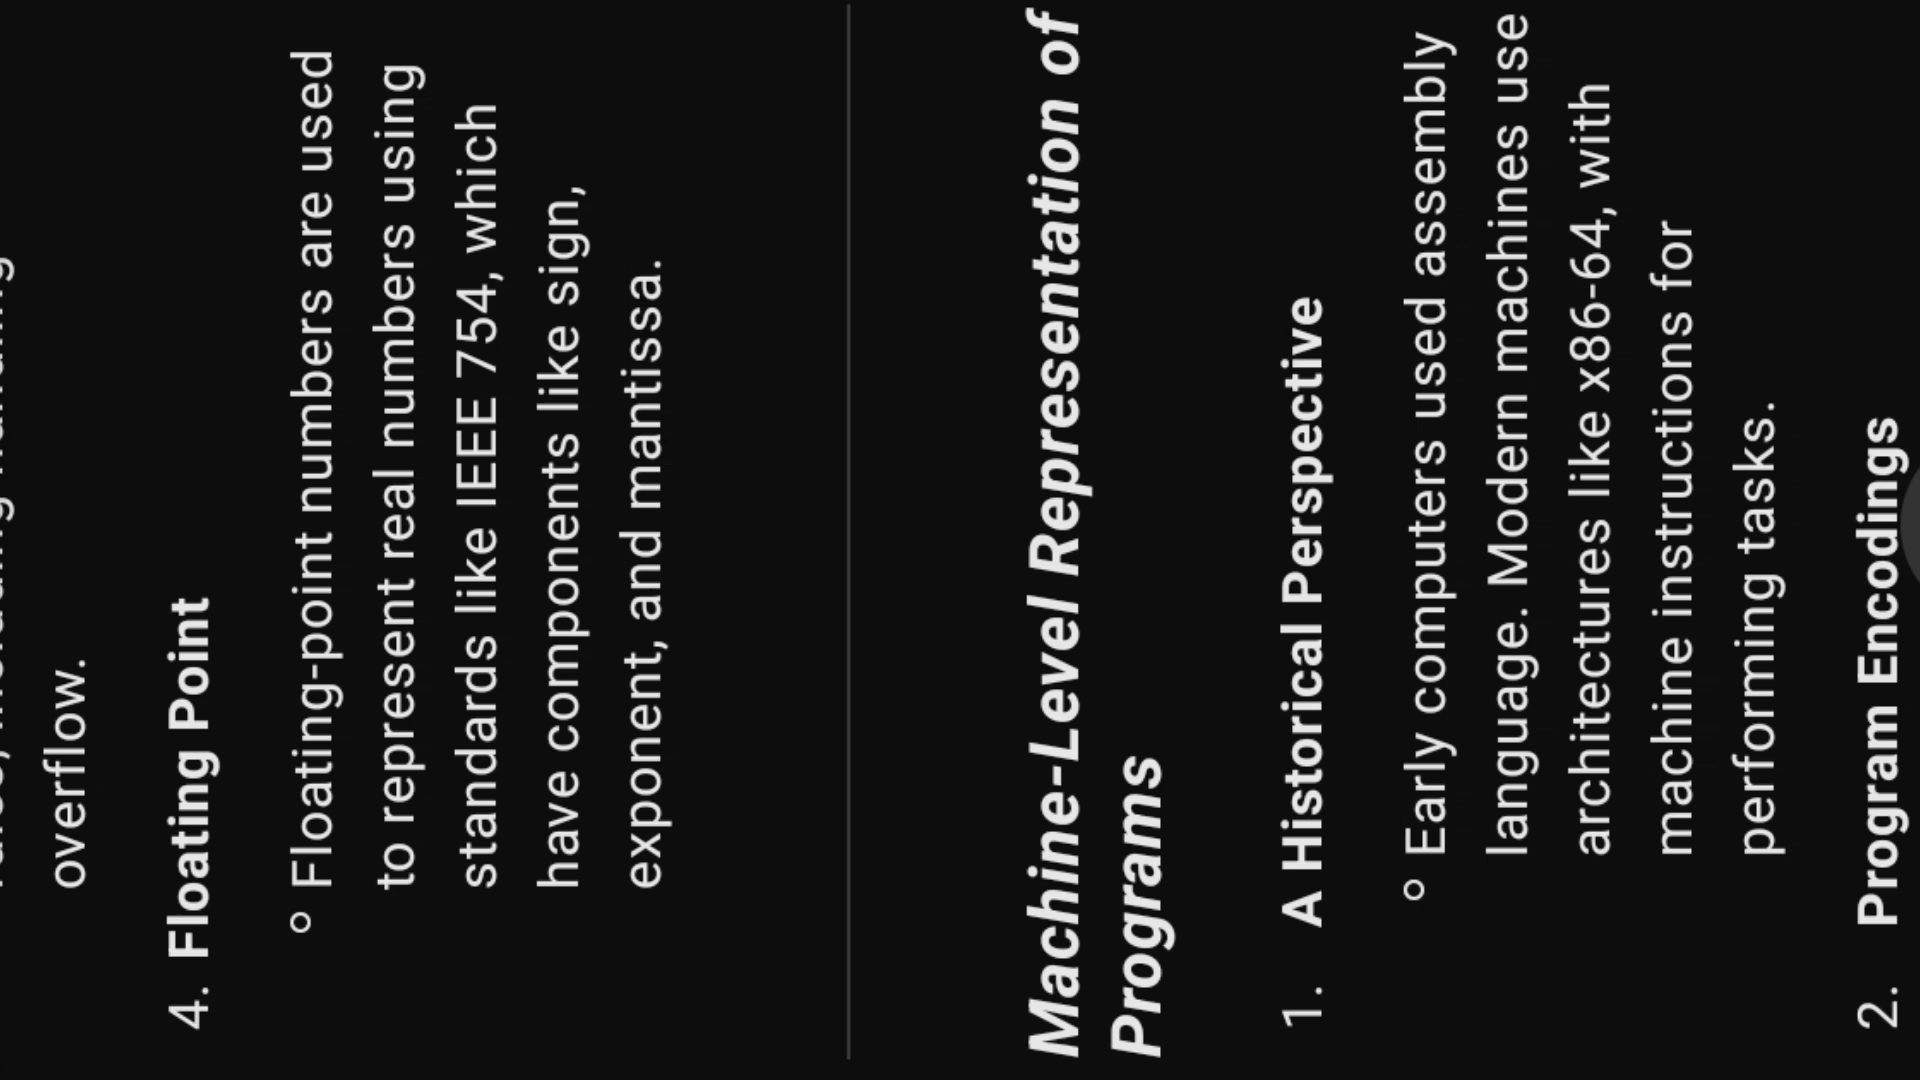 overflow.
4. Floating Point
Floating-point numbers are used
to represent real numbers using
standards like IEEE 754, which
have components like sign,
exponent, and mantissa.
Machine-Level Representation of
Programs
1. A Historical Perspective
Early computers used assembly
language. Modern machines use
architectures like x86-64, with
machine instructions for
performing tasks.
2. Program Encodings